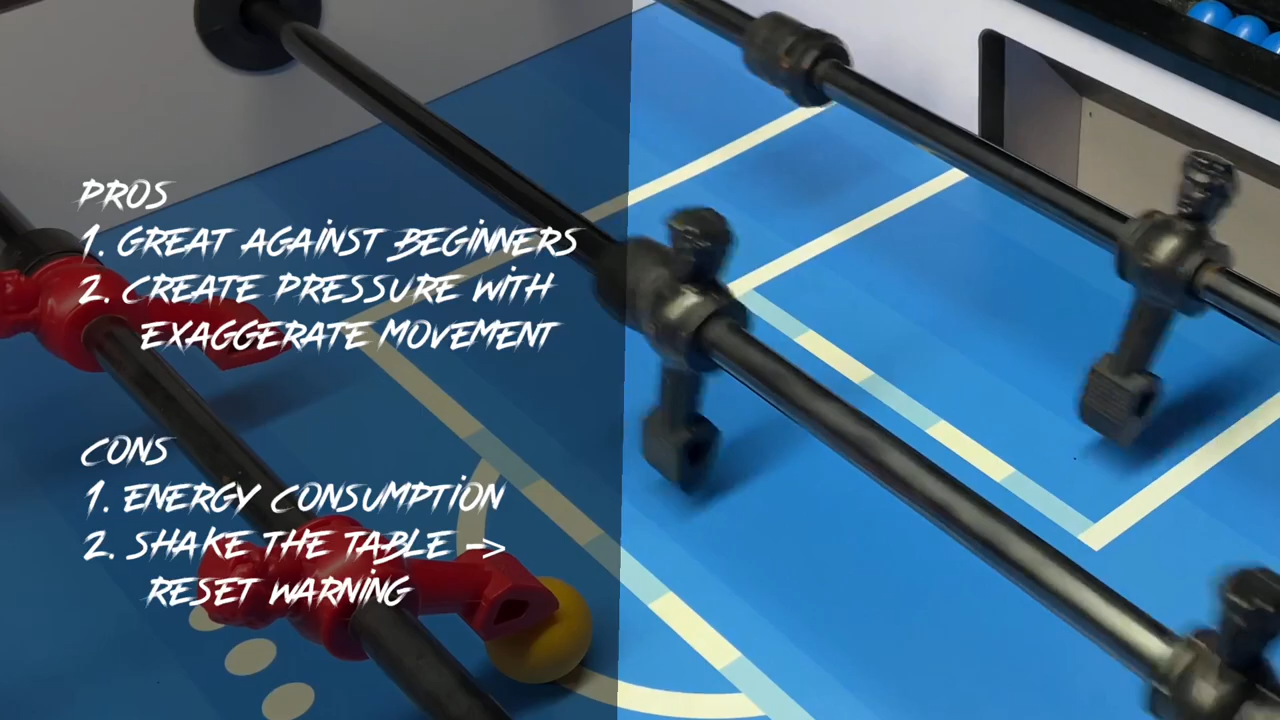 PROS
1. GREAT AGAINST BEGINNERS
2. CREATE PRESSURE WITH
EXAGGERATE MOVEMENT
CONS
1. ENERGY CONSUMPTION
2. SHAKE THE TABLE ->
RESET WARNING